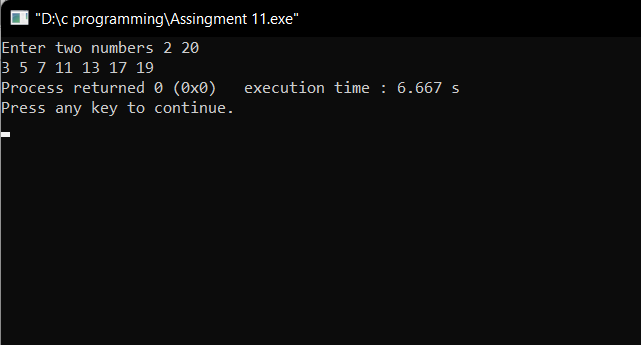 "D:\c programming\Assingment 11.exe"
Enter two numbers 2 20
3 5 7 11 13 17 19
Process returned 0 (0x0)   execution time : 6.667 s
Press any key to continue.